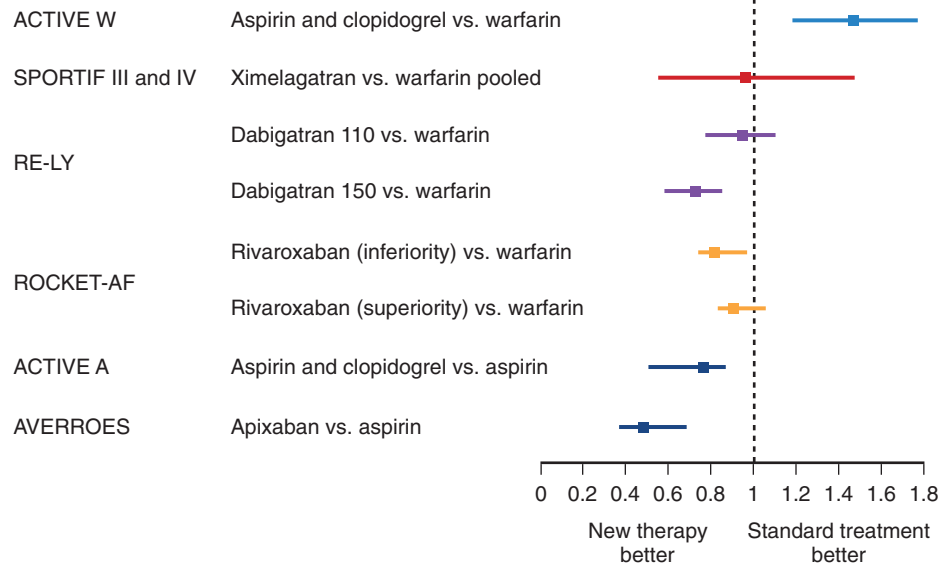 ACTIVE W Aspirin and clopidogrel vs. warfarin
SPORTIF III and IV Ximelagatran vs. warfarin pooled
RE-LY
Dabigatran 110 vs. warfarin
Dabigatran 150 vs. warfarin
ROCKET-AF
Rivaroxaban (inferiority) vs. warfarin
Rivaroxaban (superiority) vs. warfarin
ACTIVE A Aspirin and clopidogrel vs. aspirin
AVERROES Apixaban vs. aspirin
0 0.2 0.4 0.6 0.8 1 1.2 1.4 1.6 1.8
New therapy
better
Standard treatment
better